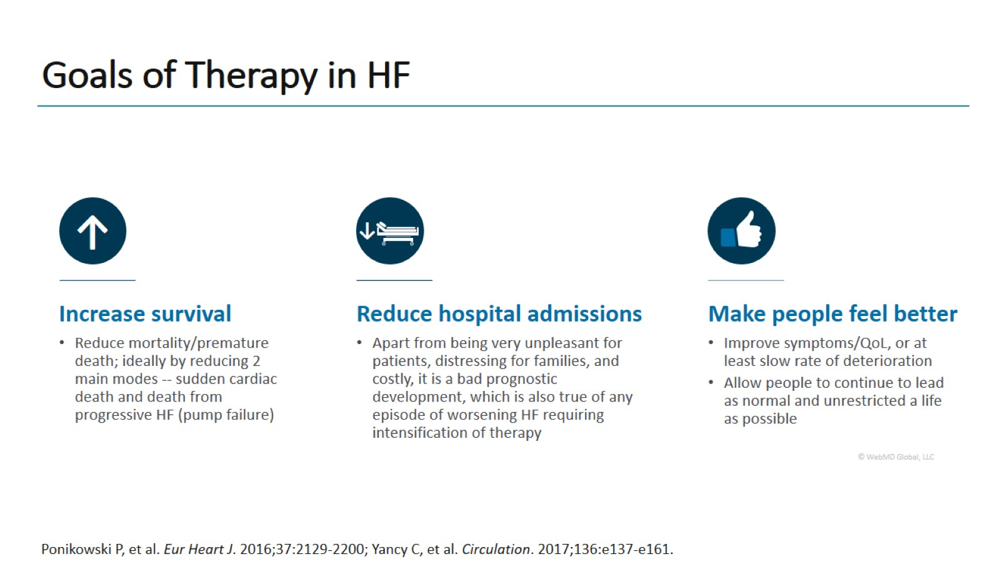 Goals of Therapy in HF
Increase survival
• Reduce mortality/premature
death; ideally by reducing 2
main modes -- sudden cardiac
death and death from
progressive HF (pump failure)
Reduce hospital admissions
• Apart from being very unpleasant for
patients, distressing for families, and
costly, it is a bad prognostic
development, which is also true of any
episode of worsening HF requiring
intensification of therapy
Make people feel better
• Improve symptoms/QoL, or at
least slow rate of deterioration
• Allow people to continue to lead
as normal and unrestricted a life
as possible
© WebMD Global, LLC
Ponikowski P, et al. Eur Heart J. 2016;37:2129-2200; Yancy C, et al. Circulation. 2017;136:e137-e161.